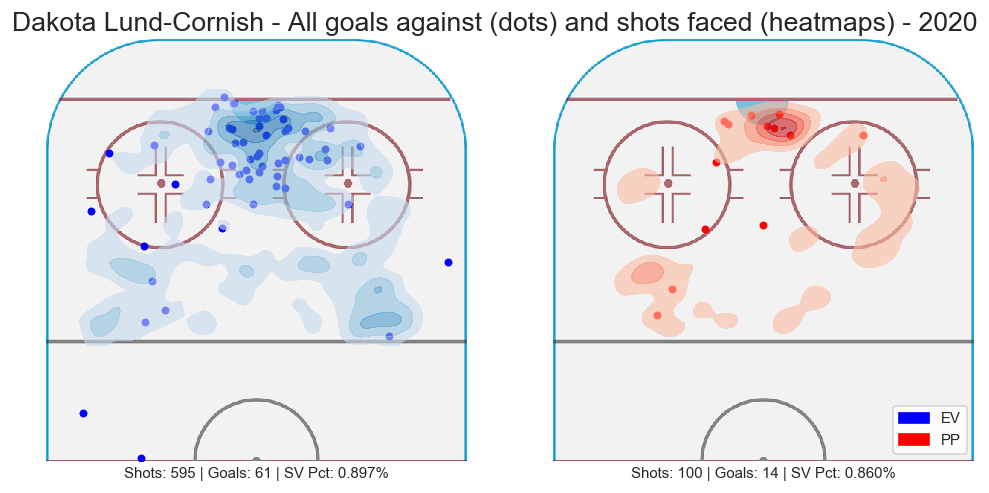 Dakota Lund-Cornish - All goals against (dots) and shots faced (heatmaps) - 2020
EV
PP
Shots: 595 | Goals: 61 | SV Pct: 0.897%
Shots: 100 | Goals: 14 | SV Pct: 0.860%